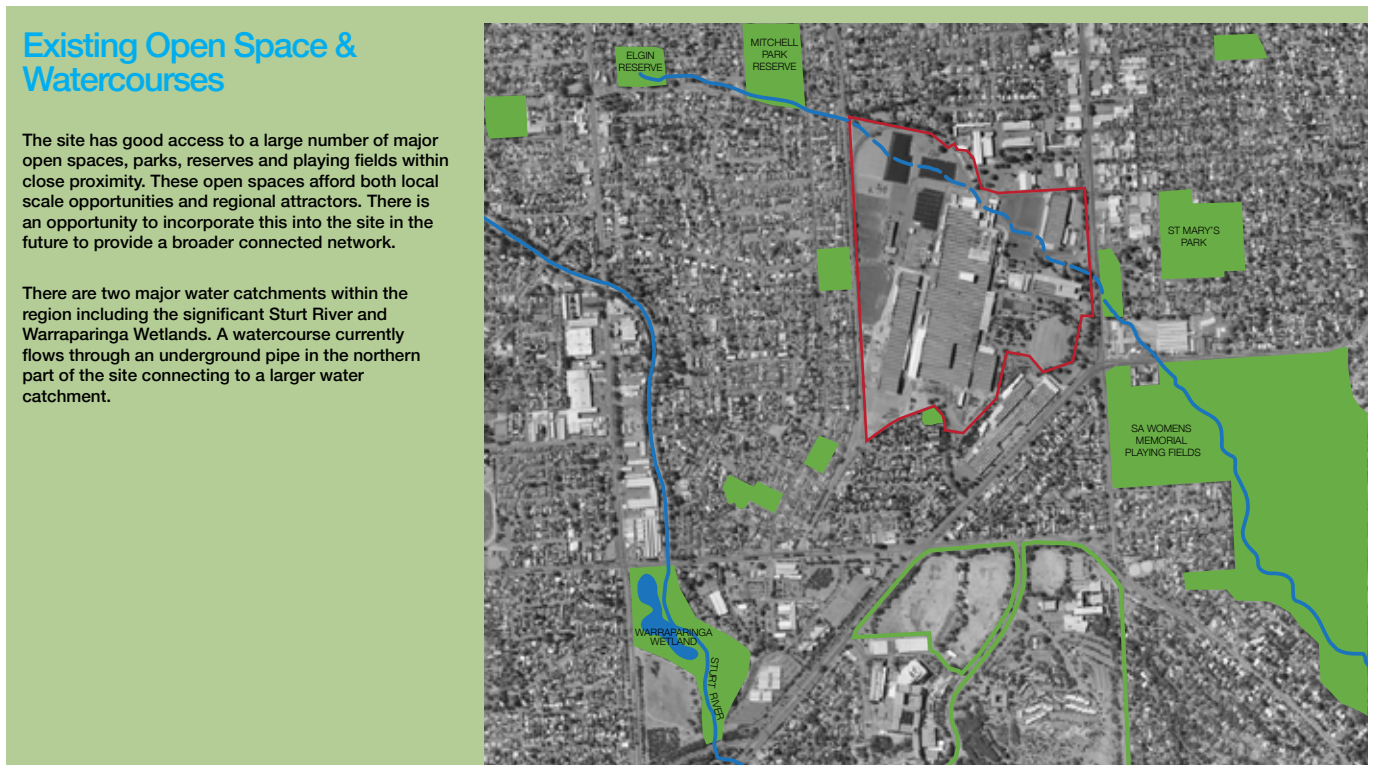 Existing Open Space &
Watercourses
The site has good access to a large number of major
open spaces, parks, reserves and playing fields within
close proximity. These open spaces afford both local
scale opportunities and regional attractors. There is
an opportunity to incorporate this into the site in the
future to provide a broader connected network.
There are two major water catchments within the
region including the significant Sturt River and
Warraparinga Wetlands. A watercourse currently
flows through an underground pipe in the northern
part of the site connecting to a larger water
catchment.
ELGIN
RESERVE
MITCHELL
PARK
RESERVE
ST MARY'S
PARK
SA WOMENS
MEMORIAL
PLAYING FIELDS
WARRAPARINGA
WETLAND
STURT RIVER